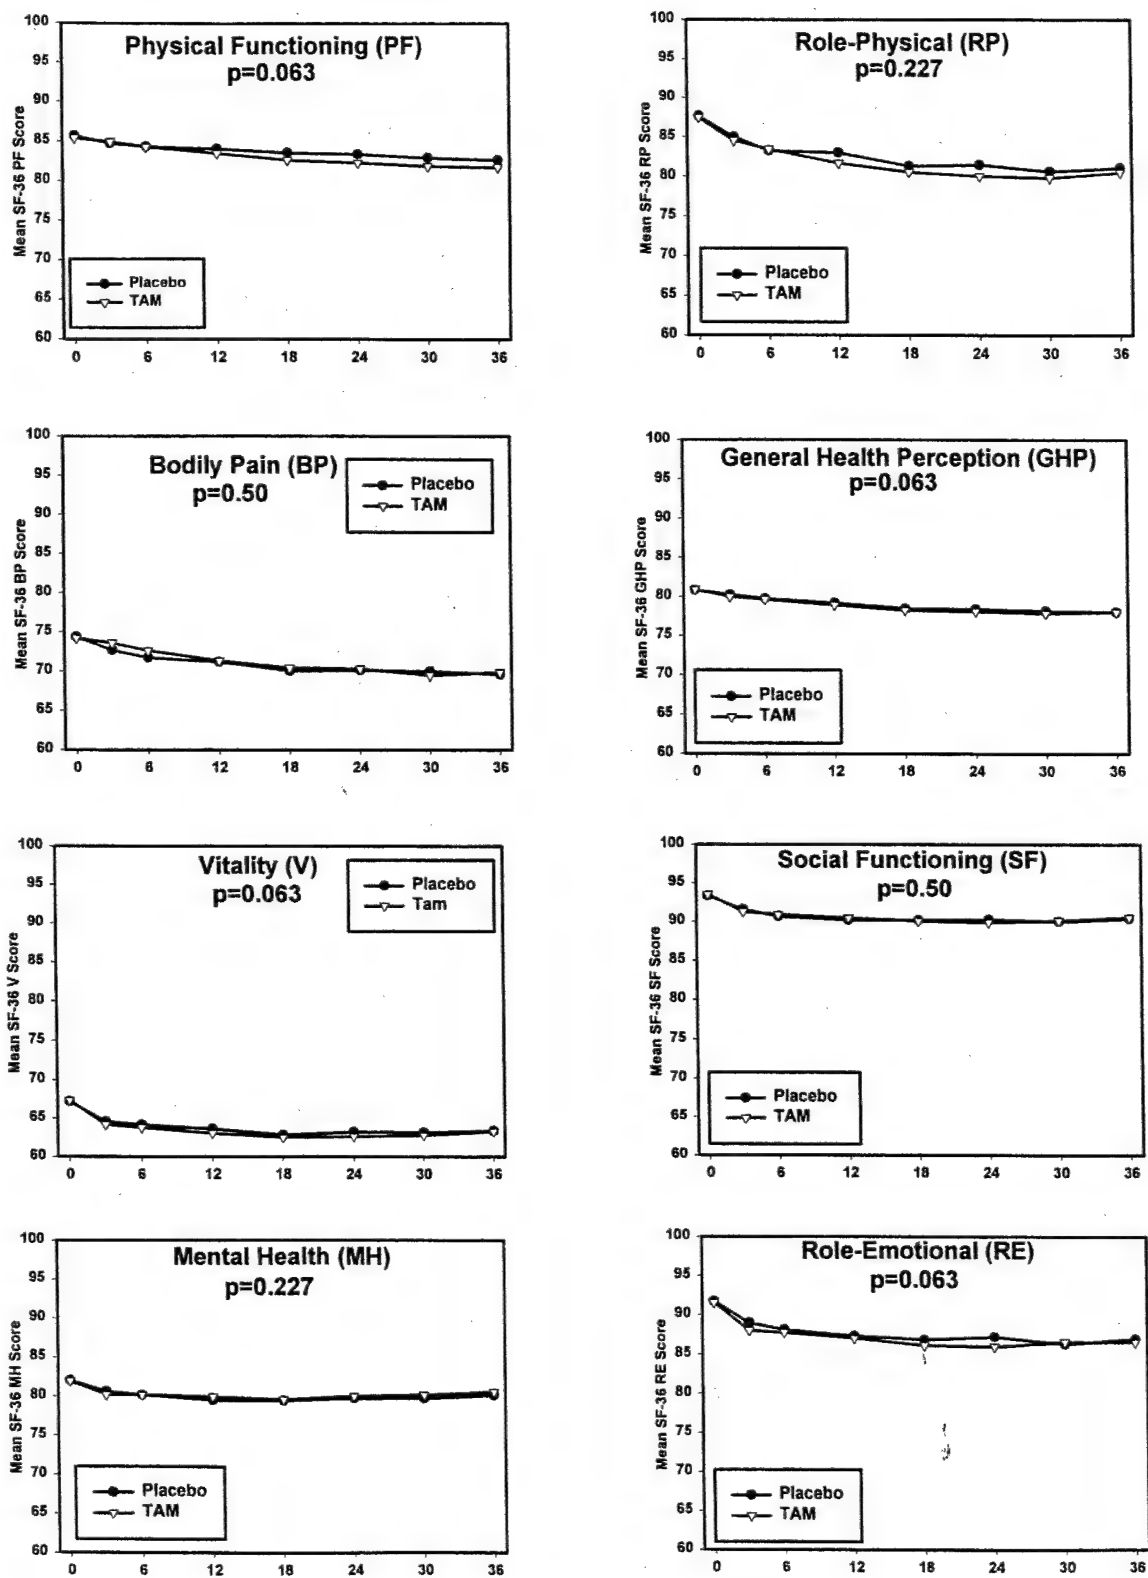 Physical Functioning (PF)
p=0.063
Mean SF-36 PF Score
100
95
90
85
80
75
70
65
60
Placebo
TAM
0 6 12 18 24 30 36
Role-Physical (RP)
p=0.227
Mean SF-36 RP Score
100
95
90
85
80
75
70
65
60
Placebo
TAM
0 6 12 18 24 30 36
Bodily Pain (BP)
p=0.50
Mean SF-36 BP Score
100
95
90
85
80
75
70
65
60
Placebo
TAM
0 6 12 18 24 30 36
General Health Perception (GHP)
p=0.063
Mean SF-36 GHP Score
100
95
90
85
80
75
70
65
60
Placebo
TAM
0 6 12 18 24 30 36
Vitality (V)
p=0.063
Mean SF-36 V Score
100
95
90
85
80
75
70
65
60
Placebo
Tam
0 6 12 18 24 30 36
Social Functioning (SF)
p=0.50
Mean SF-36 SF Score
100
95
90
85
80
75
70
65
60
Placebo
TAM
0 6 12 18 24 30 36
Mental Health (MH)
p=0.227
Mean SF-36 MH Score
100
95
90
85
80
75
70
65
60
Placebo
TAM
0 6 12 18 24 30 36
Role-Emotional (RE)
p=0.063
Mean SF-36 RE Score
100
95
90
85
80
75
70
65
60
Placebo
TAM
0 6 12 18 24 30 36